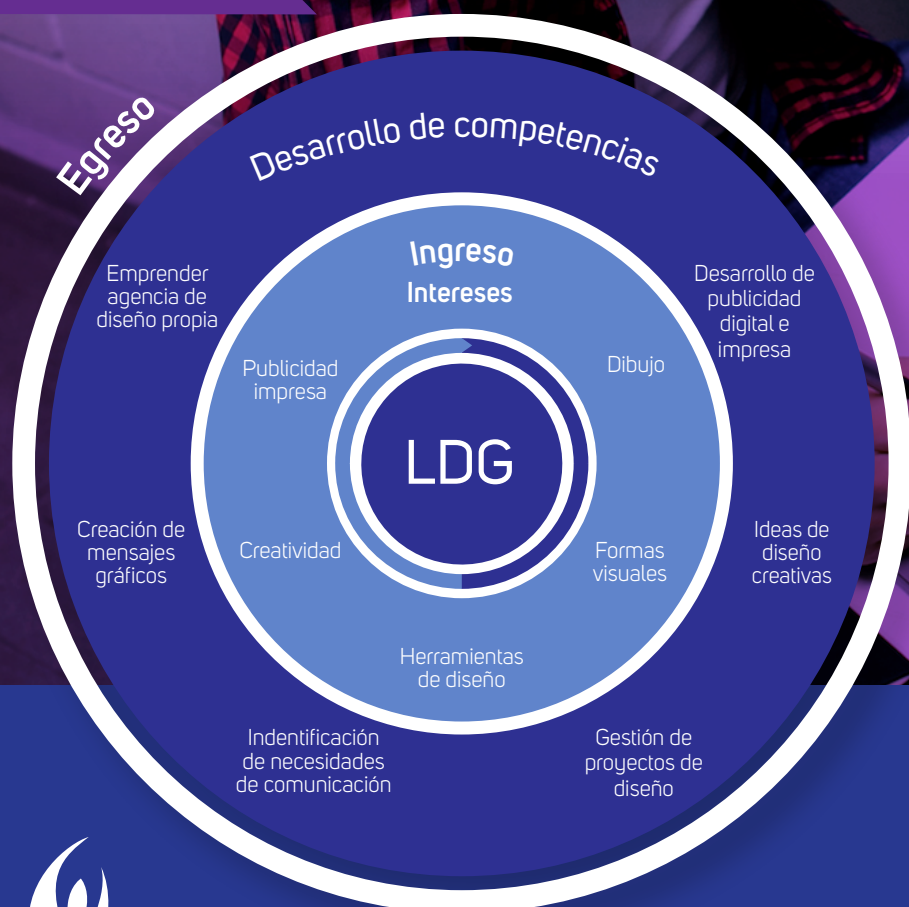 Egreso
Desarrollo de competencias
Ingreso
Intereses
Emprender
agencia de
diseño propia
Desarrollo de
publicidad
digital e
impresa
Publicidad
impresa
Dibujo
LDG
Creación de
mensajes
gráficos
Creatividad
Formas
visuales
Ideas de
diseño
creativas
Herramientas
de diseño
Indentificación
de necesidades
de comunicación
Gestión de
proyectos de
diseño